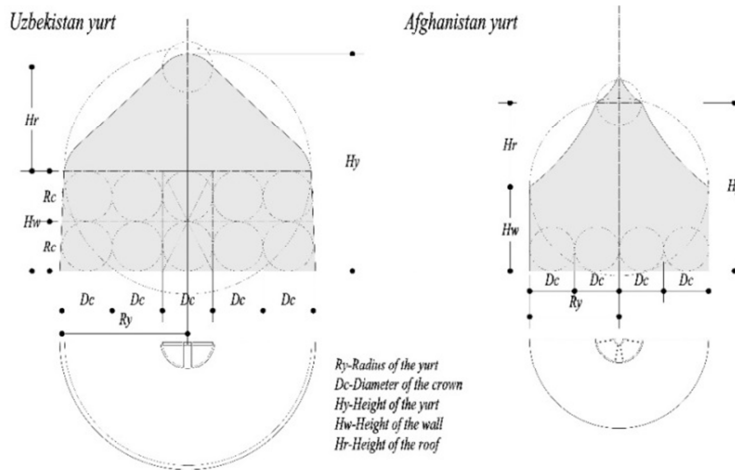 Uzbekistan yurt
Afghanistan yurt
Hr
Hy
Rc
Hw
Rc
Dc Dc Dc Dc Dc
Ry
Hr
Hw
Dc Dc Dc Dc
Ry
Ry-Radius of the yurt
Dc-Diameter of the crown
Hy-Height of the yurt
Hw-Height of the wall
Hr-Height of the roof